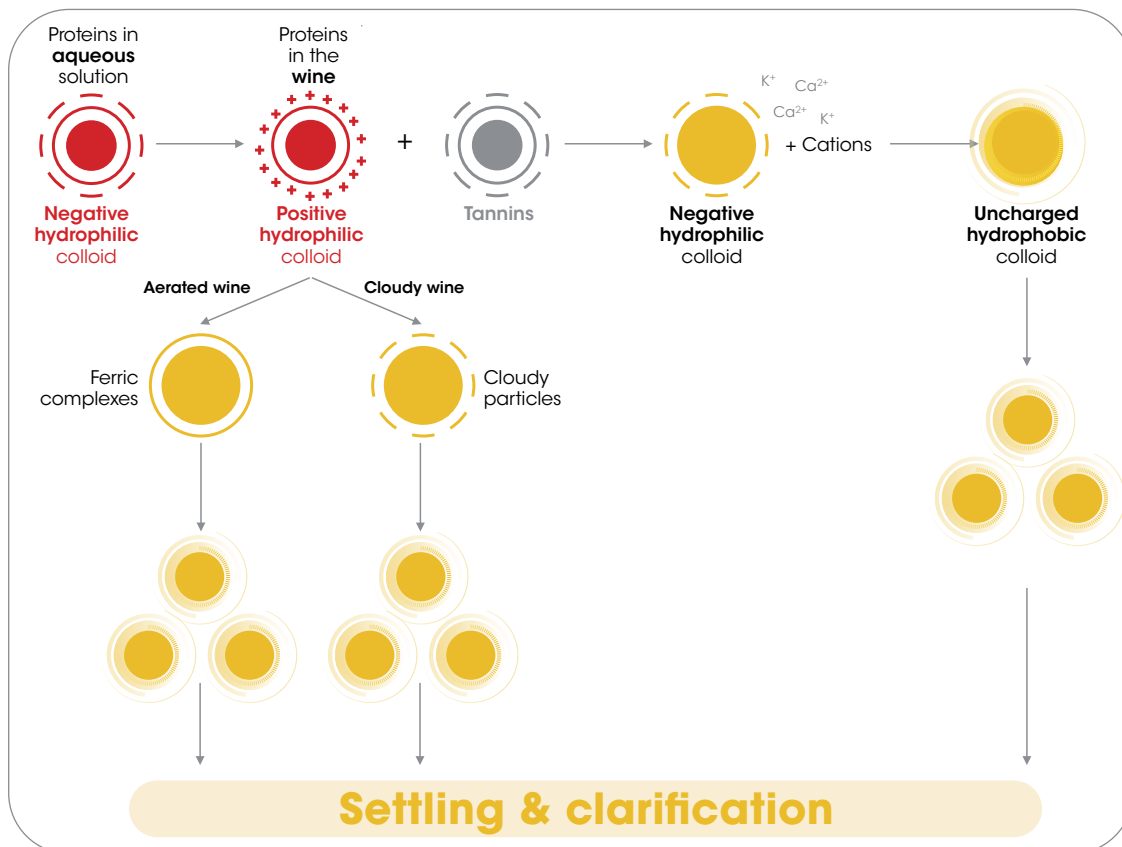 Proteins in
aqueous
solution
Proteins
in the
wine
+
K⁺
Ca²⁺
Ca²⁺
K⁺
+ Cations
Negative
hydrophilic
colloid
Positive
hydrophilic
colloid
Tannins
Negative
hydrophilic
colloid
Uncharged
hydrophobic
colloid
Aerated wine
Cloudy wine
Ferric
complexes
Cloudy
particles
Settling & clarification